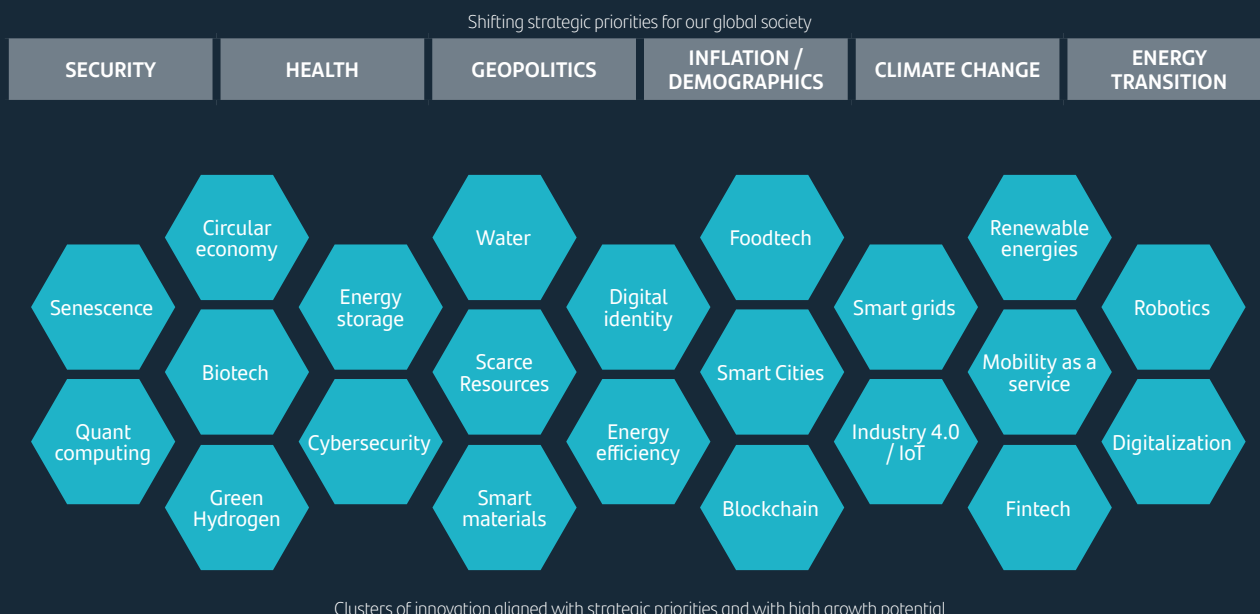 Shifting strategic priorities for our global society
SECURITY
HEALTH
GEOPOLITICS
INFLATION /
DEMOGRAPHICS
CLIMATE CHANGE
ENERGY
TRANSITION
Circular
economy
Water
Foodtech
Renewable
energies
Senescence
Energy
storage
Digital
identity
Smart grids
Robotics
Biotech
Scarce
Resources
Smart Cities
Mobility as a
service
Quant
computing
Cybersecurity
Energy
efficiency
Industry 4.0
/ IoT
Digitalization
Green
Hydrogen
Smart
materials
Blockchain
Fintech
Clusters of innovation aligned with strategic priorities and with high growth potential